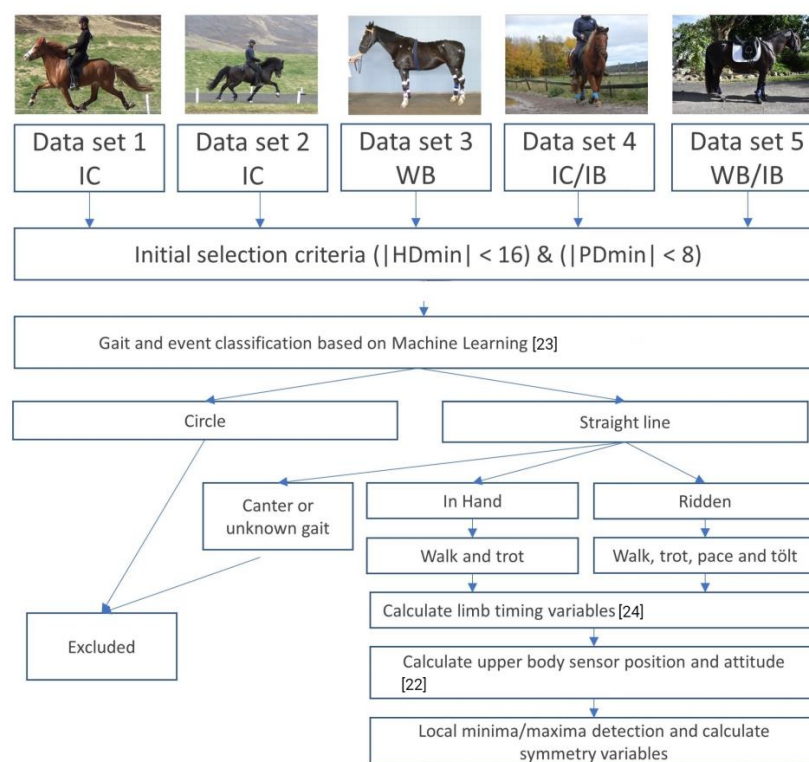 Data set 1
IC
Data set 2
IC
Data set 3
WB
Data set 4
IC/IB
Data set 5
WB/IB
Initial selection criteria (|HDmin| < 16) & (|PDmin| < 8)
Gait and event classification based on Machine Learning [23]
Circle
Straight line
Canter or
unknown gait
In Hand
Ridden
Walk and trot
Walk, trot, pace and tölt
Calculate limb timing variables [24]
Excluded
Calculate upper body sensor position and attitude
[22]
Local minima/maxima detection and calculate
symmetry variables